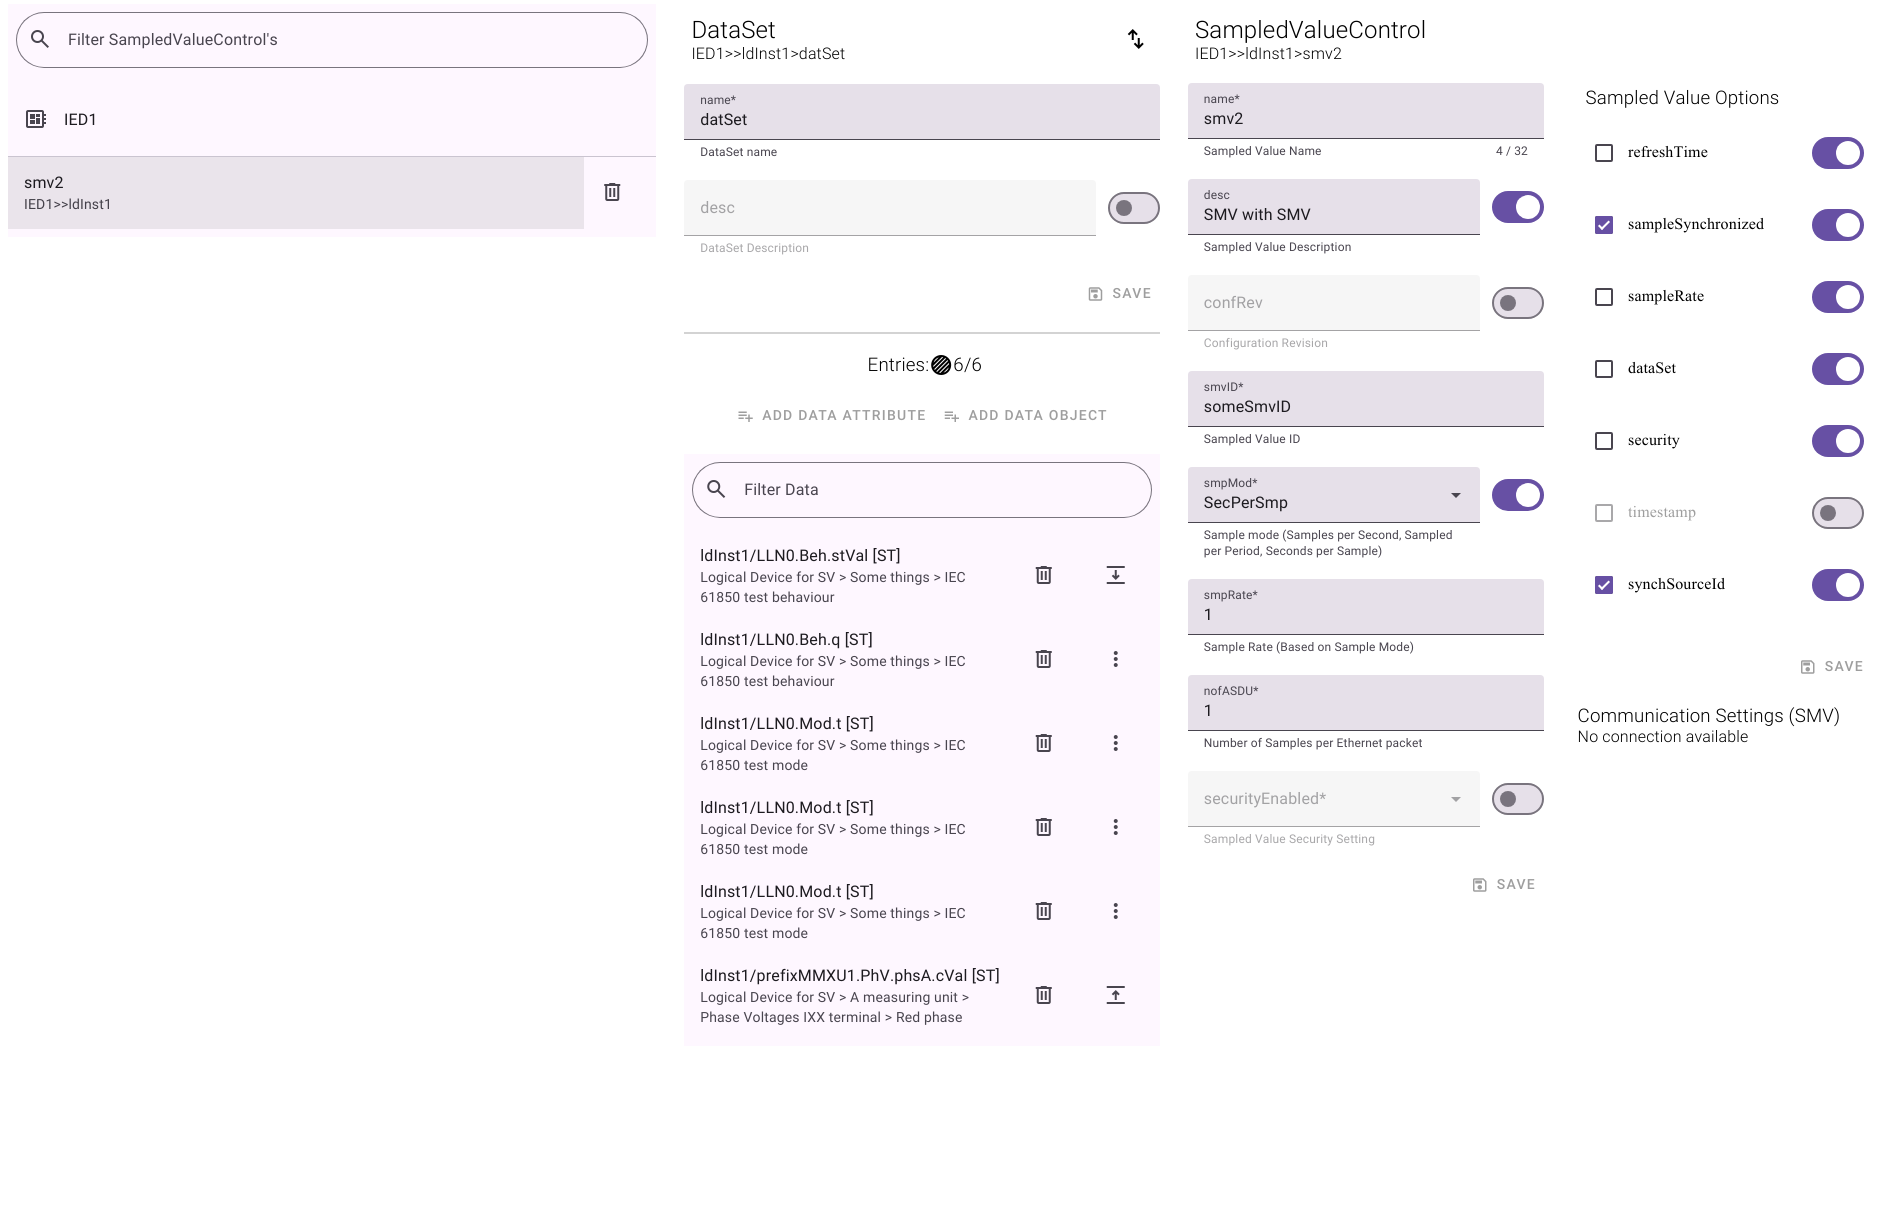 Filter SampledValueControl's
IED1
smv2
IED1>>ldInst1
DataSet
IED1>>ldInst1>datSet
name*
datSet
DataSet name
desc
DataSet Description
SAVE
Entries: 6/6
ADD DATA ATTRIBUTE
ADD DATA OBJECT
Filter Data
ldInst1/LLN0.Beh.stVal [ST]
Logical Device for SV > Some things > IEC
61850 test behaviour
ldInst1/LLN0.Beh.q [ST]
Logical Device for SV > Some things > IEC
61850 test behaviour
ldInst1/LLN0.Mod.t [ST]
Logical Device for SV > Some things > IEC
61850 test mode
ldInst1/LLN0.Mod.t [ST]
Logical Device for SV > Some things > IEC
61850 test mode
ldInst1/LLN0.Mod.t [ST]
Logical Device for SV > Some things > IEC
61850 test mode
ldInst1/prefixMMXU1.PhV.phsA.cVal [ST]
Logical Device for SV > A measuring unit >
Phase Voltages IXX terminal > Red phase
SampledValueControl
IED1>>ldInst1>smv2
name*
smv2
Sampled Value Name
4 / 32
desc
SMV with SMV
Sampled Value Description
confRev
Configuration Revision
smvID*
someSmvID
Sampled Value ID
smpMod*
SecPerSmp
Sample mode (Samples per Second, Sampled
per Period, Seconds per Sample)
smpRate*
1
Sample Rate (Based on Sample Mode)
nofASDU*
1
Number of Samples per Ethernet packet
securityEnabled*
Sampled Value Security Setting
SAVE
Sampled Value Options
refreshTime
sampleSynchronized
sampleRate
dataSet
security
timestamp
synchSourceId
SAVE
Communication Settings (SMV)
No connection available